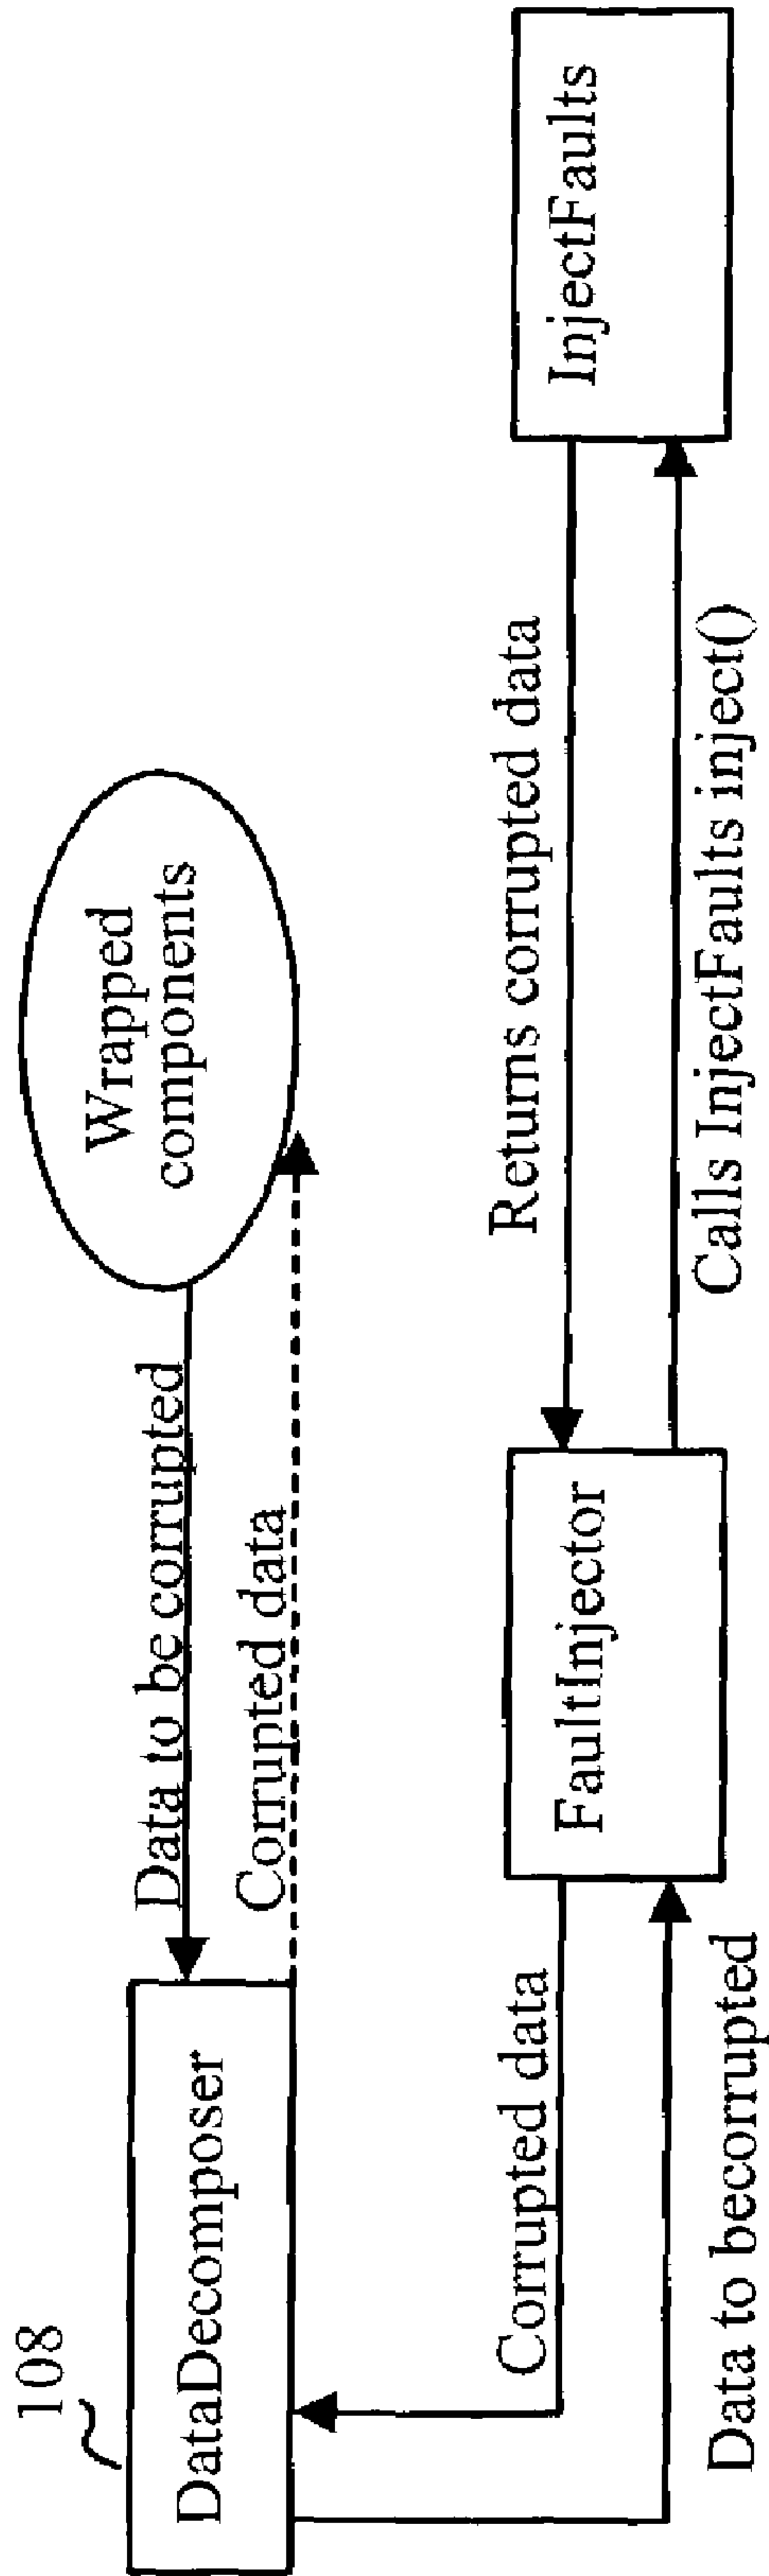 108
DataDecomposer
Data to be corrupted
Corrupted data
Wrapped
components
Corrupted data
Data to becorrupted
FaultInjector
Returns corrupted data
Calls InjectFaults inject()
InjectFaults